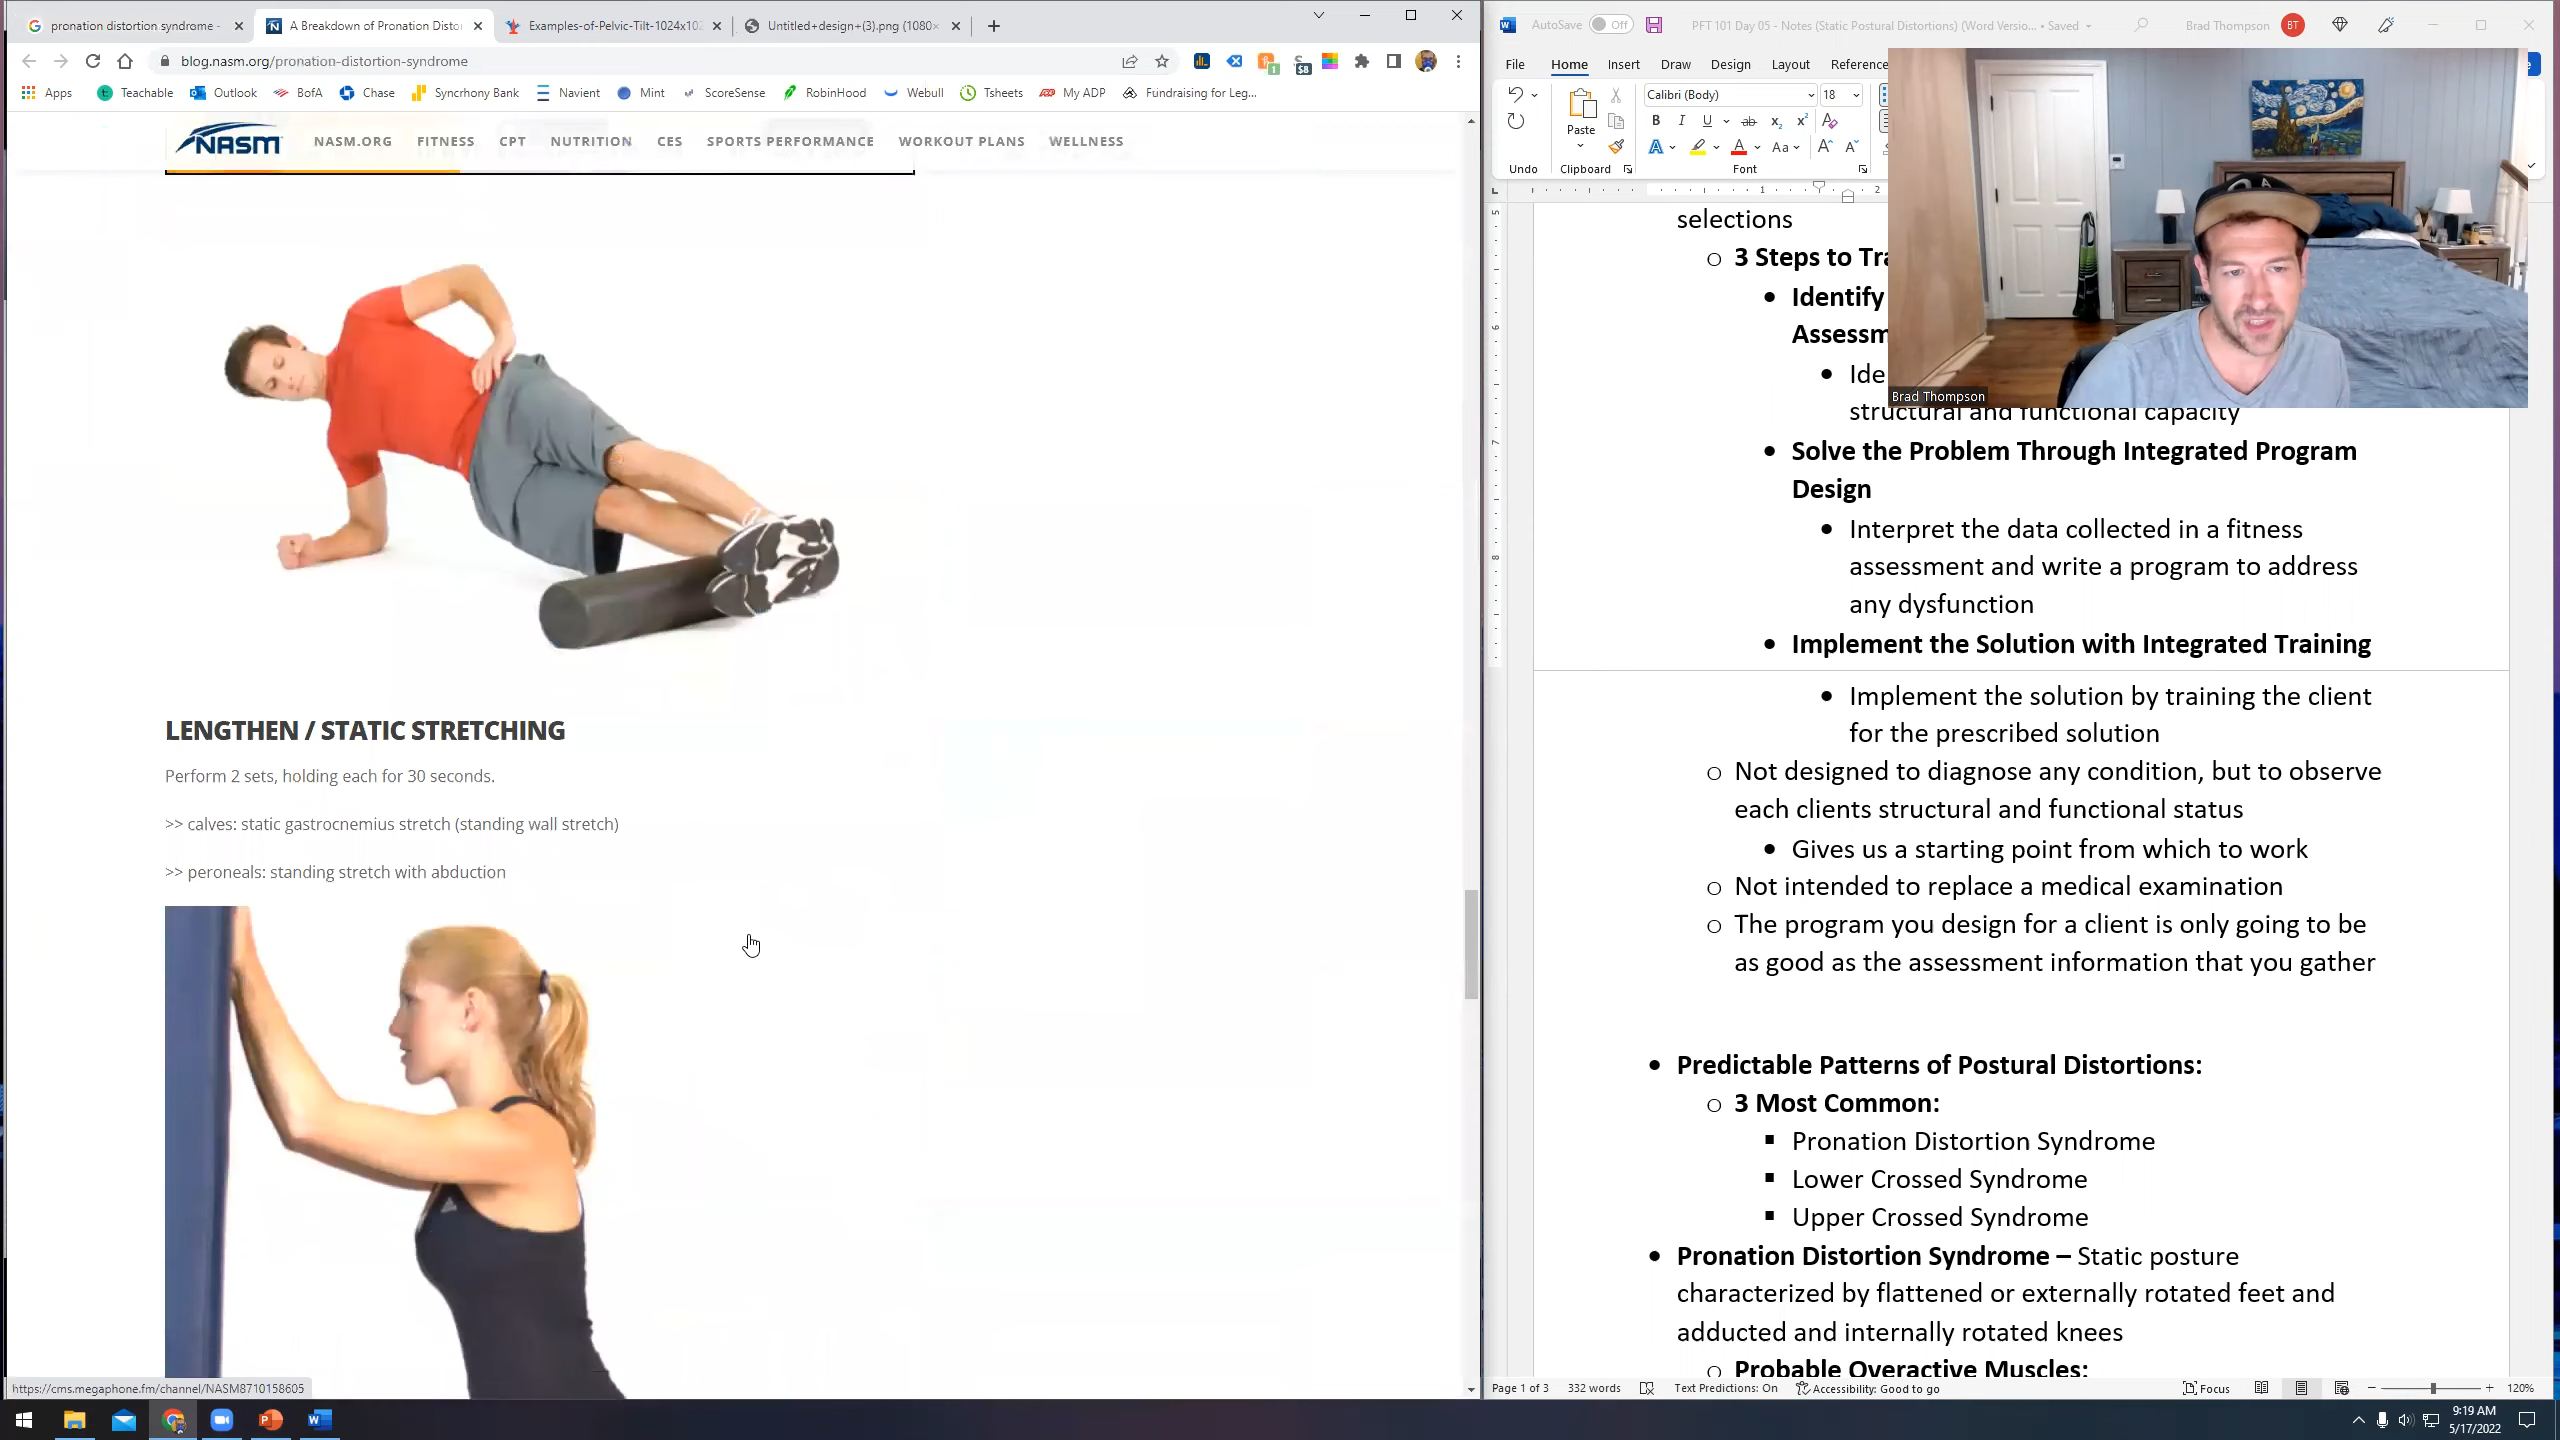 pronation distortion syndrome -
A Breakdown of Pronation Distor
Examples-of-Pelvic-Tilt-1024x102
Untitled+design+(3).png (1080×
blog.nasm.org/pronation-distortion-syndrome
Apps
Teachable
Outlook
BofA
Chase
Syncrhony Bank
Navient
Mint
ScoreSense
RobinHood
Webull
Tsheets
My ADP
Fundraising for Leg...
NASM
NASM.ORG
FITNESS
CPT
NUTRITION
CES
SPORTS PERFORMANCE
WORKOUT PLANS
WELLNESS
LENGTHEN / STATIC STRETCHING
Perform 2 sets, holding each for 30 seconds.
>> calves: static gastrocnemius stretch (standing wall stretch)
>> peroneals: standing stretch with abduction
https://cms.megaphone.fm/channel/NASM8710158605
AutoSave Off
PFT 101 Day 05 - Notes (Static Postural Distortions) (Word Versio... • Saved
Brad Thompson BT
File Home Insert Draw Design Layout Reference
Calibri (Body) 18
Paste
Undo Clipboard Font
Brad Thompson
selections
3 Steps to Tra
Identify
Assessm
Ide
structural and functional capacity
Solve the Problem Through Integrated Program
Design
Interpret the data collected in a fitness
assessment and write a program to address
any dysfunction
Implement the Solution with Integrated Training
Implement the solution by training the client
for the prescribed solution
Not designed to diagnose any condition, but to observe
each clients structural and functional status
Gives us a starting point from which to work
Not intended to replace a medical examination
The program you design for a client is only going to be
as good as the assessment information that you gather
Predictable Patterns of Postural Distortions:
3 Most Common:
Pronation Distortion Syndrome
Lower Crossed Syndrome
Upper Crossed Syndrome
Pronation Distortion Syndrome – Static posture
characterized by flattened or externally rotated feet and
adducted and internally rotated knees
Probable Overactive Muscles:
Page 1 of 3 332 words Text Predictions: On Accessibility: Good to go Focus 120%
9:19 AM
5/17/2022